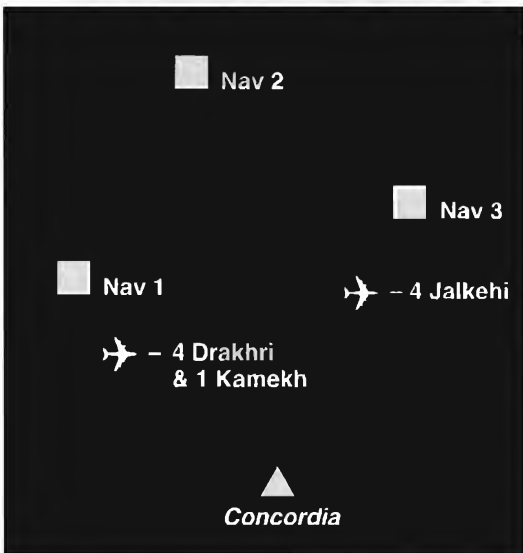 Nav 2
Nav 3
Nav 1
– 4 Jalkehi
– 4 Drakhri
& 1 Kamekh
Concordia